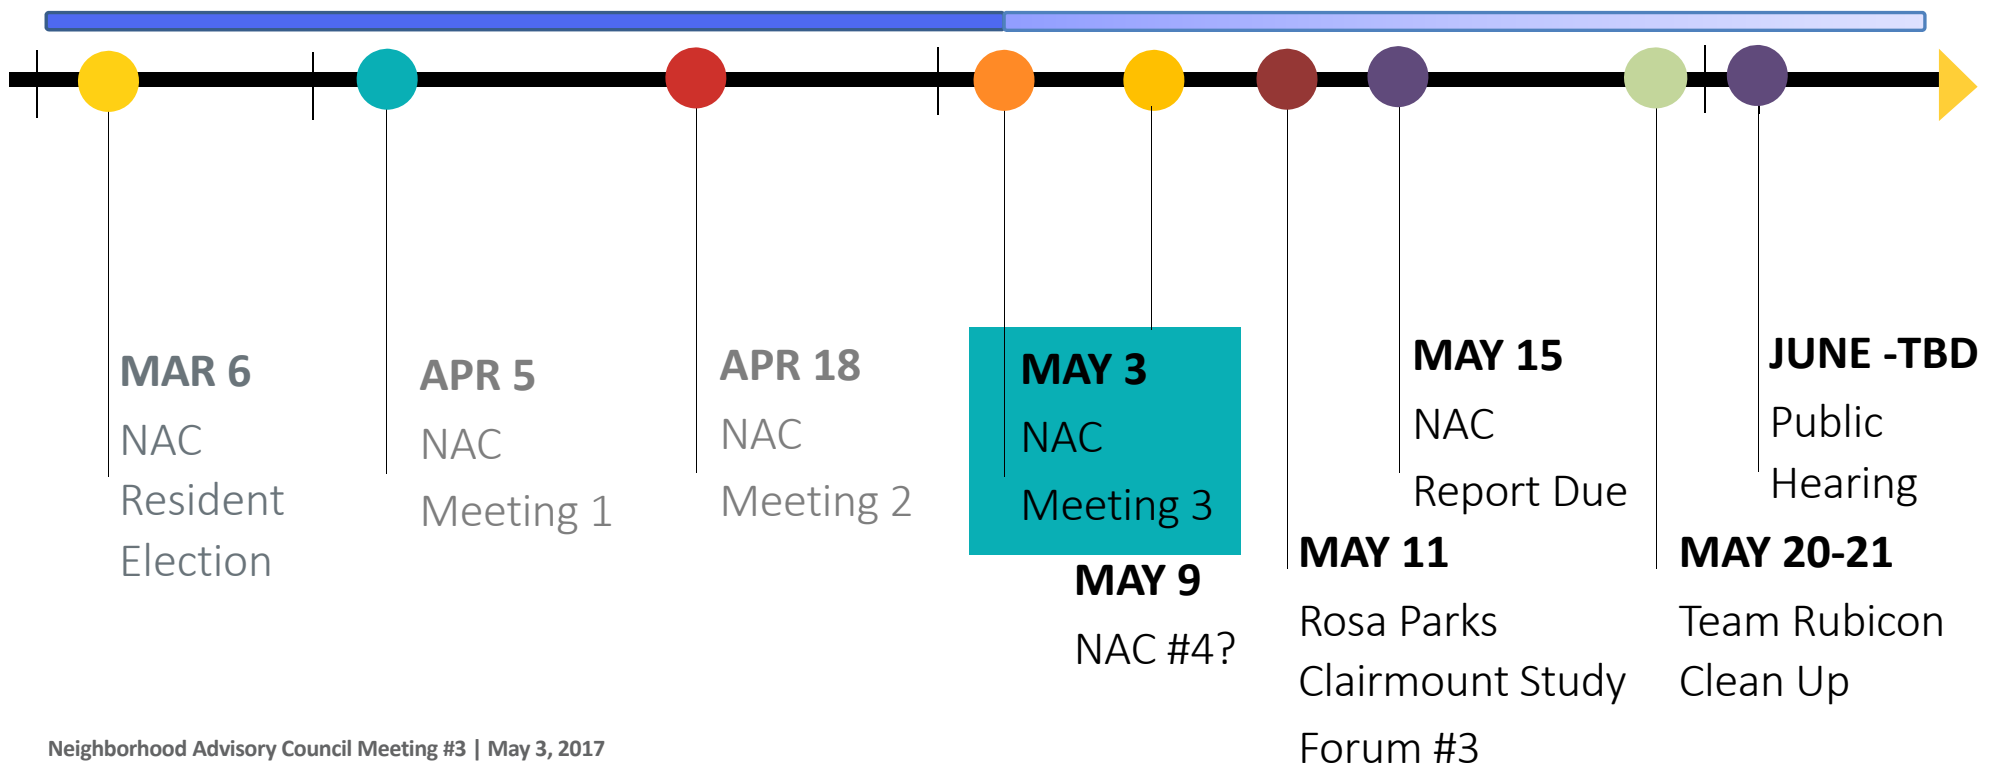 MAR 6
NAC
Resident
Election
APR 5
NAC
Meeting 1
APR 18
NAC
Meeting 2
MAY 3
NAC
Meeting 3
MAY 9
NAC #4?
MAY 11
Rosa Parks
Clairmount Study
Forum #3
MAY 15
NAC
Report Due
MAY 20-21
Team Rubicon
Clean Up
JUNE -TBD
Public
Hearing
Neighborhood Advisory Council Meeting #3 | May 3, 2017